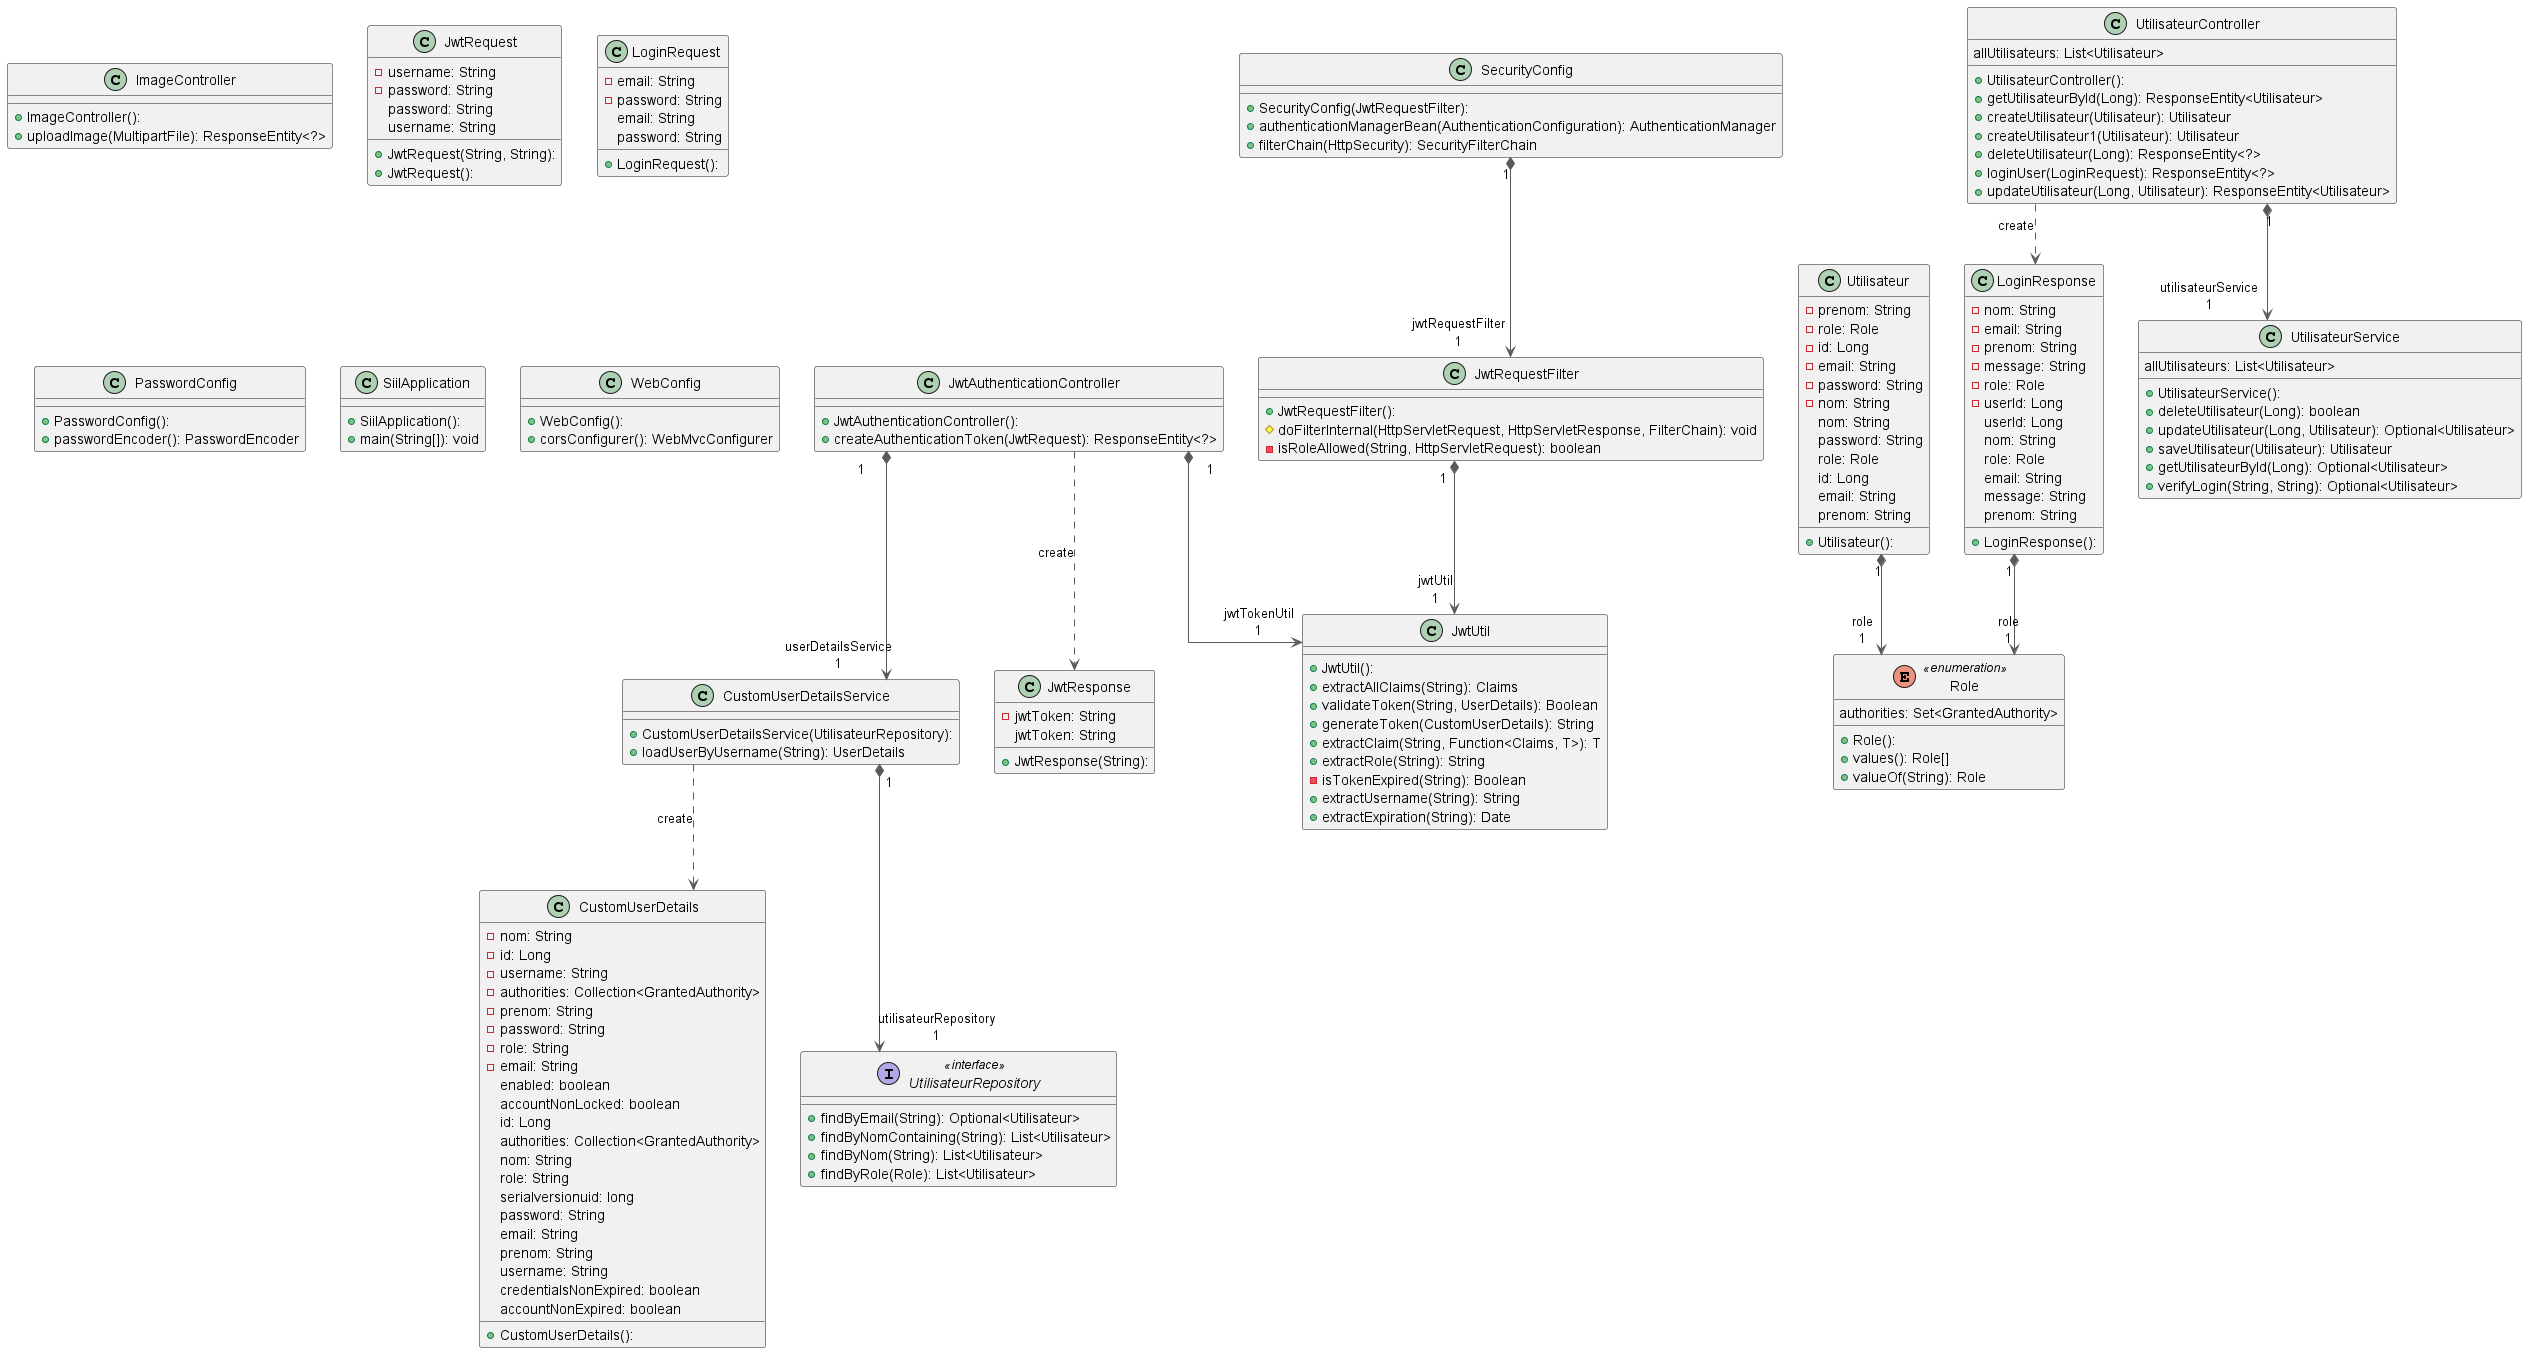 ImageController
ImageController():
uploadImage(MultipartFile): ResponseEntity<?>
JwtRequest
username: String
password: String
password: String
username: String
JwtRequest(String, String):
JwtRequest():
LoginRequest
email: String
password: String
email: String
password: String
LoginRequest():
SecurityConfig
SecurityConfig(JwtRequestFilter):
authenticationManagerBean(AuthenticationConfiguration): AuthenticationManager
filterChain(HttpSecurity): SecurityFilterChain
1
jwtRequestFilter
1
UtilisateurController
allUtilisateurs: List<Utilisateur>
UtilisateurController():
getUtilisateurById(Long): ResponseEntity<Utilisateur>
createUtilisateur(Utilisateur): Utilisateur
createUtilisateur1(Utilisateur): Utilisateur
deleteUtilisateur(Long): ResponseEntity<?>
loginUser(LoginRequest): ResponseEntity<?>
updateUtilisateur(Long, Utilisateur): ResponseEntity<Utilisateur>
create
1
utilisateurService
1
PasswordConfig
PasswordConfig():
passwordEncoder(): PasswordEncoder
SiilApplication
SiilApplication():
main(String[]): void
WebConfig
WebConfig():
corsConfigurer(): WebMvcConfigurer
JwtAuthenticationController
JwtAuthenticationController():
createAuthenticationToken(JwtRequest): ResponseEntity<?>
1
1
create
userDetailsService
1
jwtTokenUtil
1
JwtRequestFilter
JwtRequestFilter():
doFilterInternal(HttpServletRequest, HttpServletResponse, FilterChain): void
isRoleAllowed(String, HttpServletRequest): boolean
1
jwtUtil
1
Utilisateur
prenom: String
role: Role
id: Long
email: String
password: String
nom: String
nom: String
password: String
role: Role
id: Long
email: String
prenom: String
Utilisateur():
1
role
1
LoginResponse
nom: String
email: String
prenom: String
message: String
role: Role
userId: Long
userId: Long
nom: String
role: Role
email: String
message: String
prenom: String
LoginResponse():
1
role
1
UtilisateurService
allUtilisateurs: List<Utilisateur>
UtilisateurService():
deleteUtilisateur(Long): boolean
updateUtilisateur(Long, Utilisateur): Optional<Utilisateur>
saveUtilisateur(Utilisateur): Utilisateur
getUtilisateurById(Long): Optional<Utilisateur>
verifyLogin(String, String): Optional<Utilisateur>
CustomUserDetailsService
CustomUserDetailsService(UtilisateurRepository):
loadUserByUsername(String): UserDetails
create
1
utilisateurRepository
1
JwtResponse
jwtToken: String
jwtToken: String
JwtResponse(String):
JwtUtil
JwtUtil():
extractAllClaims(String): Claims
validateToken(String, UserDetails): Boolean
generateToken(CustomUserDetails): String
extractClaim(String, Function<Claims, T>): T
extractRole(String): String
isTokenExpired(String): Boolean
extractUsername(String): String
extractExpiration(String): Date
«enumeration»
Role
authorities: Set<GrantedAuthority>
Role():
values(): Role[]
valueOf(String): Role
CustomUserDetails
nom: String
id: Long
username: String
authorities: Collection<GrantedAuthority>
prenom: String
password: String
role: String
email: String
enabled: boolean
accountNonLocked: boolean
id: Long
authorities: Collection<GrantedAuthority>
nom: String
role: String
serialversionuid: long
password: String
email: String
prenom: String
username: String
credentialsNonExpired: boolean
accountNonExpired: boolean
CustomUserDetails():
«interface»
UtilisateurRepository
findByEmail(String): Optional<Utilisateur>
findByNomContaining(String): List<Utilisateur>
findByNom(String): List<Utilisateur>
findByRole(Role): List<Utilisateur>